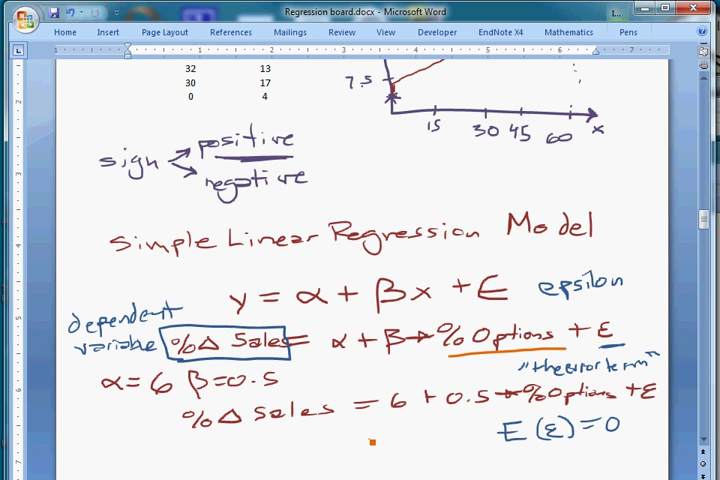 Regression board.docx - Microsoft Word
Home Insert Page Layout References Mailings Review View Developer EndNote X4 Mathematics Pens
32 13
30 17
0 4
7.5
15 30 45 60 x
sign positive
negative
Simple Linear Regression Model
y = α + βx + ε epsilon
dependent
variable %Δ Sales = α + β * % Options + ε
"the error term"
α = 6 β = 0.5
%Δ Sales = 6 + 0.5 * % Options + ε
E(ε) = 0